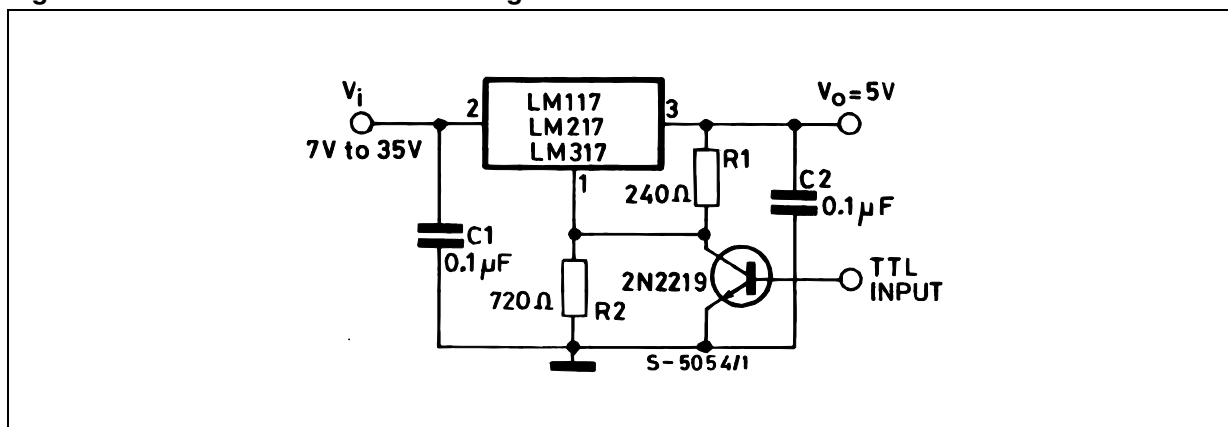 Vi
7V to 35V
2
LM117
LM217
LM317
3
1
Vo=5V
R1
240Ω
C2
0.1µF
C1
0.1µF
2N2219
TTL
INPUT
720Ω
R2
S-5054/1